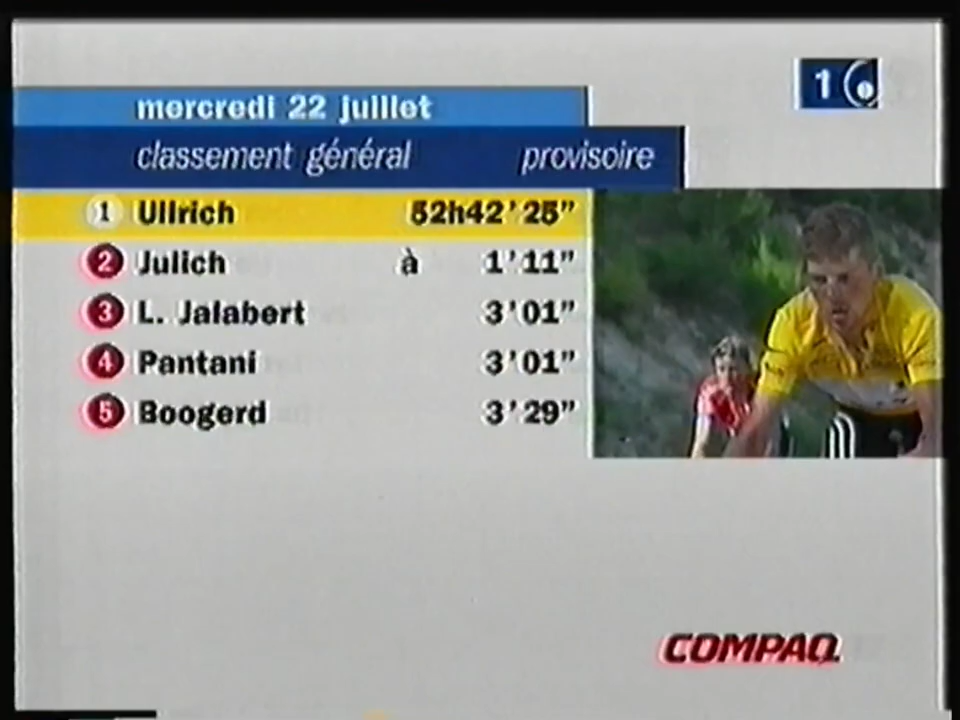 1
mercredi 22 juillet
classement général provisoire
1 Ullrich 52h42'25"
2 Julich à 1'11"
3 L. Jalabert 3'01"
4 Pantani 3'01"
5 Boogerd 3'29"
COMPAQ